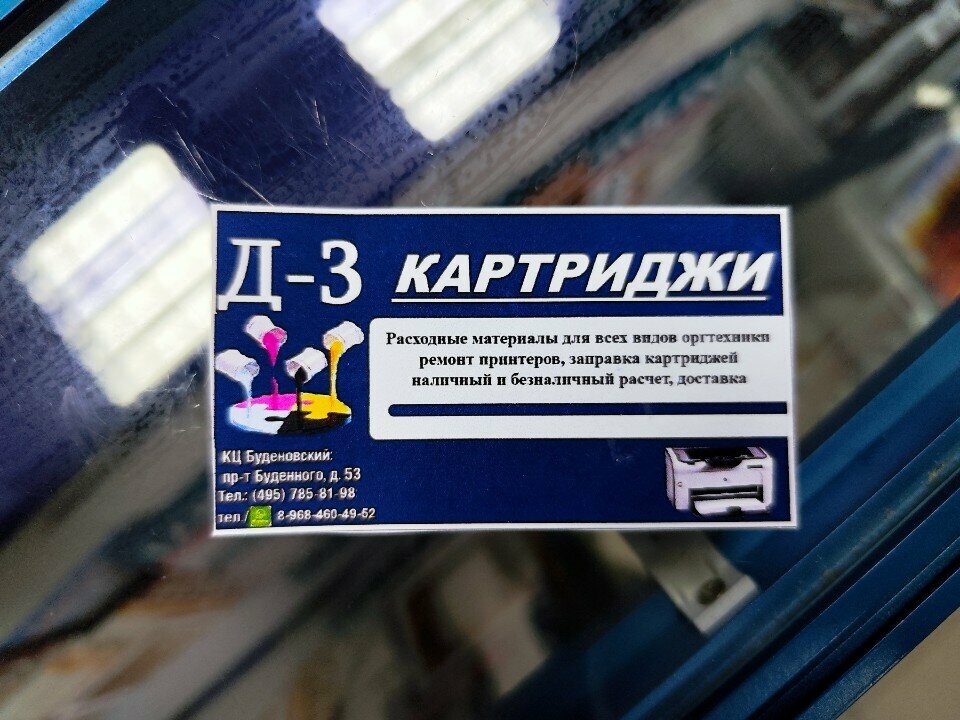 Д-3 КАРТРИДЖИ
Расходные материалы для всех видов оргтехники
ремонт принтеров, заправка картриджей
наличный и безналичный расчет, доставка
КЦ Буденовский:
пр-т Буденного, д. 53
Тел.: (495) 785-81-98
тел./ 8-968-460-49-52